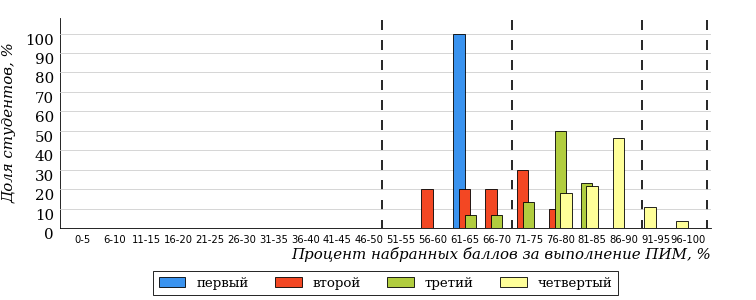 Доля студентов, %
100
90
80
70
60
50
40
30
20
10
0
0-5 6-10 11-15 16-20 21-25 26-30 31-35 36-40 41-45 46-50 51-55 56-60 61-65 66-70 71-75 76-80 81-85 86-90 91-95 96-100
Процент набранных баллов за выполнение ПИМ, %
первый второй третий четвертый